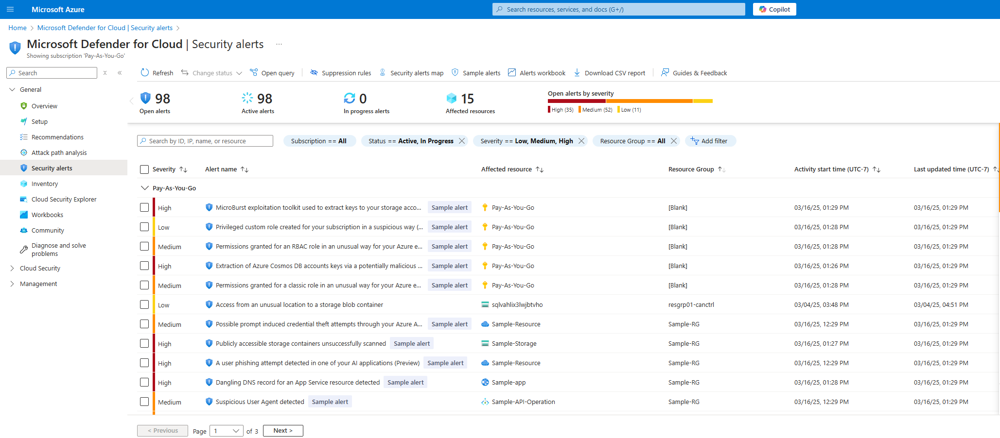 Microsoft Azure
Search resources, services, and docs (G+/)
Copilot
Home > Microsoft Defender for Cloud | Security alerts >
Microsoft Defender for Cloud | Security alerts ...
Showing subscription 'Pay-As-You-Go'
Search
General
Overview
Setup
Recommendations
Attack path analysis
Security alerts
Inventory
Cloud Security Explorer
Workbooks
Community
Diagnose and solve
problems
Cloud Security
Management
Refresh Change status Open query Suppression rules Security alerts map Sample alerts Alerts workbook Download CSV report Guides & Feedback
98
Open alerts
98
Active alerts
0
In progress alerts
15
Affected resources
Open alerts by severity
High (35) Medium (52) Low (11)
Search by ID, IP, name, or resource
Subscription == All
Status == Active, In Progress
Severity == Low, Medium, High
Resource Group == All
Add filter
Severity Alert name Affected resource Resource Group Activity start time (UTC-7) Last updated time (UTC-7)
Pay-As-You-Go
High MicroBurst exploitation toolkit used to extract keys to your storage acco... Sample alert Pay-As-You-Go [Blank] 03/16/25, 01:29 PM 03/16/25, 01:29 PM
Low Privileged custom role created for your subscription in a suspicious way (... Sample alert Pay-As-You-Go [Blank] 03/16/25, 01:28 PM 03/16/25, 01:29 PM
Medium Permissions granted for an RBAC role in an unusual way for your Azure e... Sample alert Pay-As-You-Go [Blank] 03/16/25, 01:28 PM 03/16/25, 01:29 PM
High Extraction of Azure Cosmos DB accounts keys via a potentially malicious ... Sample alert Pay-As-You-Go [Blank] 03/16/25, 01:26 PM 03/16/25, 01:29 PM
Medium Permissions granted for a classic role in an unusual way for your Azure e... Sample alert Pay-As-You-Go [Blank] 03/16/25, 01:28 PM 03/16/25, 01:29 PM
Low Access from an unusual location to a storage blob container sqlvahlix3lwjbtvho resgrp01-canctrl 03/04/25, 03:48 PM 03/04/25, 04:51 PM
Medium Possible prompt induced credential theft attempts through your Azure A... Sample alert Sample-Resource Sample-RG 03/16/25, 12:29 PM 03/16/25, 01:29 PM
High Publicly accessible storage containers unsuccessfully scanned Sample alert Sample-Storage Sample-RG 03/16/25, 01:27 PM 03/16/25, 01:29 PM
High A user phishing attempt detected in one of your AI applications (Preview) Sample alert Sample-Resource Sample-RG 03/16/25, 12:29 PM 03/16/25, 01:29 PM
High Dangling DNS record for an App Service resource detected Sample alert Sample-app Sample-RG 03/16/25, 01:28 PM 03/16/25, 01:29 PM
Medium Suspicious User Agent detected Sample alert Sample-API-Operation Sample-RG 03/16/25, 12:29 PM 03/16/25, 01:29 PM
< Previous Page 1 of 3 Next >